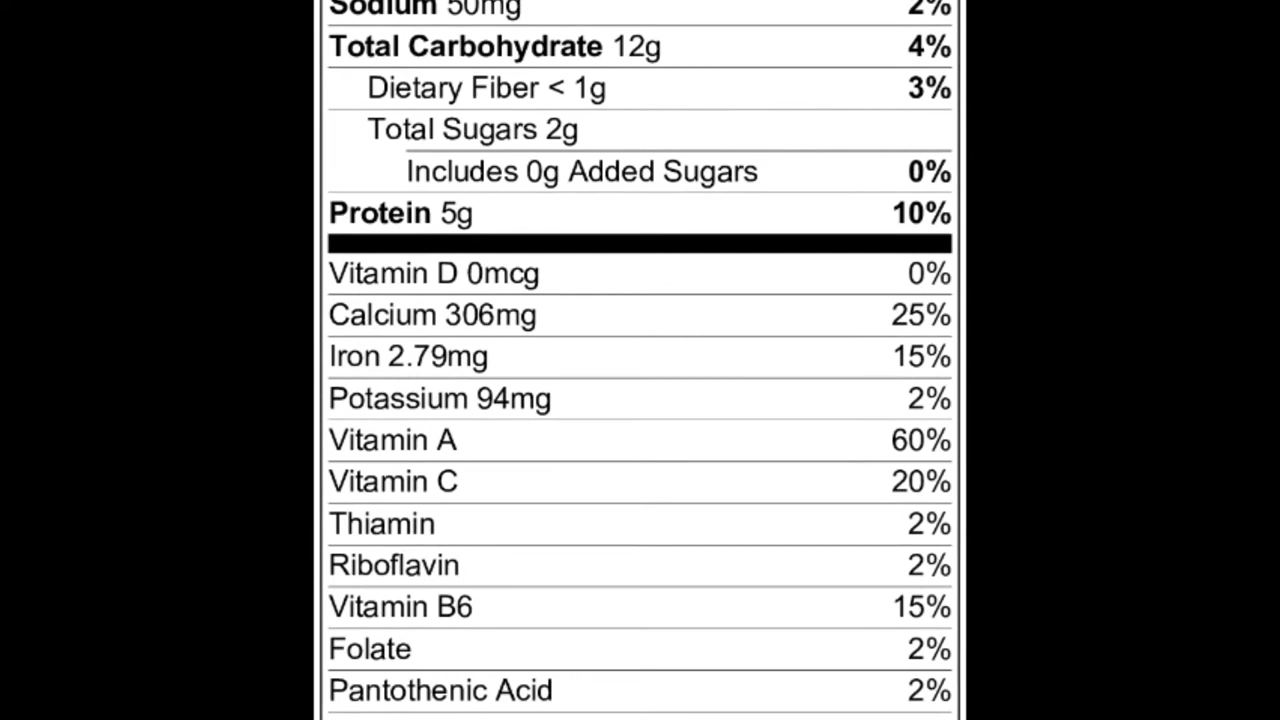 Sodium 50mg 2%
Total Carbohydrate 12g 4%
Dietary Fiber < 1g 3%
Total Sugars 2g
Includes 0g Added Sugars 0%
Protein 5g 10%
Vitamin D 0mcg 0%
Calcium 306mg 25%
Iron 2.79mg 15%
Potassium 94mg 2%
Vitamin A 60%
Vitamin C 20%
Thiamin 2%
Riboflavin 2%
Vitamin B6 15%
Folate 2%
Pantothenic Acid 2%